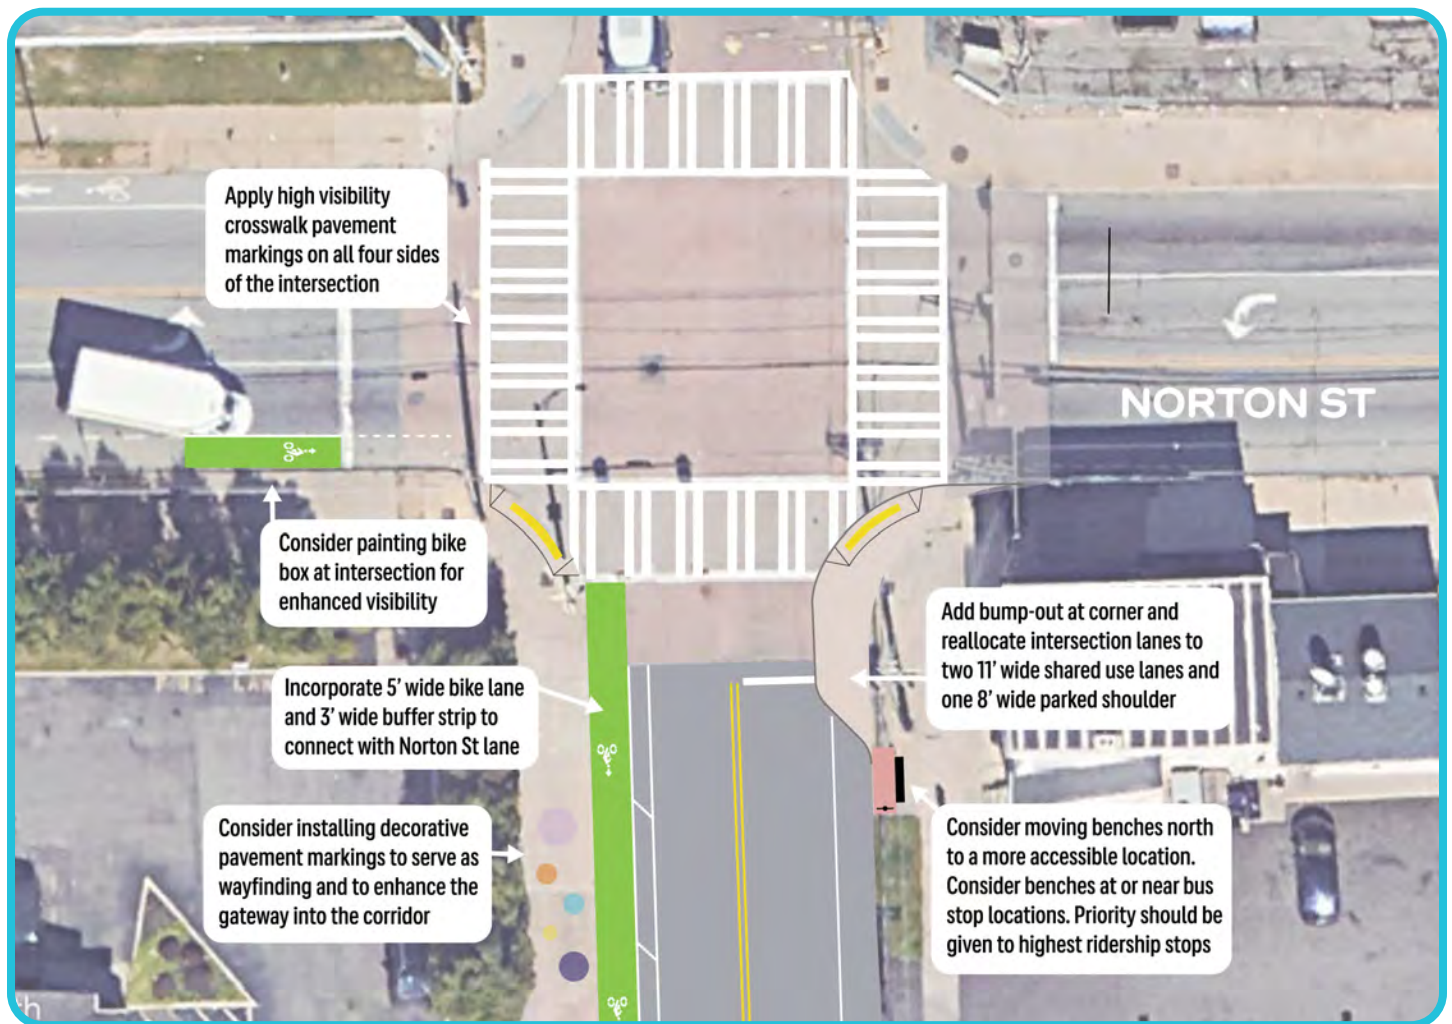 Apply high visibility
crosswalk pavement
markings on all four sides
of the intersection
NORTON ST
Consider painting bike
box at intersection for
enhanced visibility
Add bump-out at corner and
reallocate intersection lanes to
two 11' wide shared use lanes and
one 8' wide parked shoulder
Incorporate 5' wide bike lane
and 3' wide buffer strip to
connect with Norton St lane
Consider installing decorative
pavement markings to serve as
wayfinding and to enhance the
gateway into the corridor
Consider moving benches north
to a more accessible location.
Consider benches at or near bus
stop locations. Priority should be
given to highest ridership stops